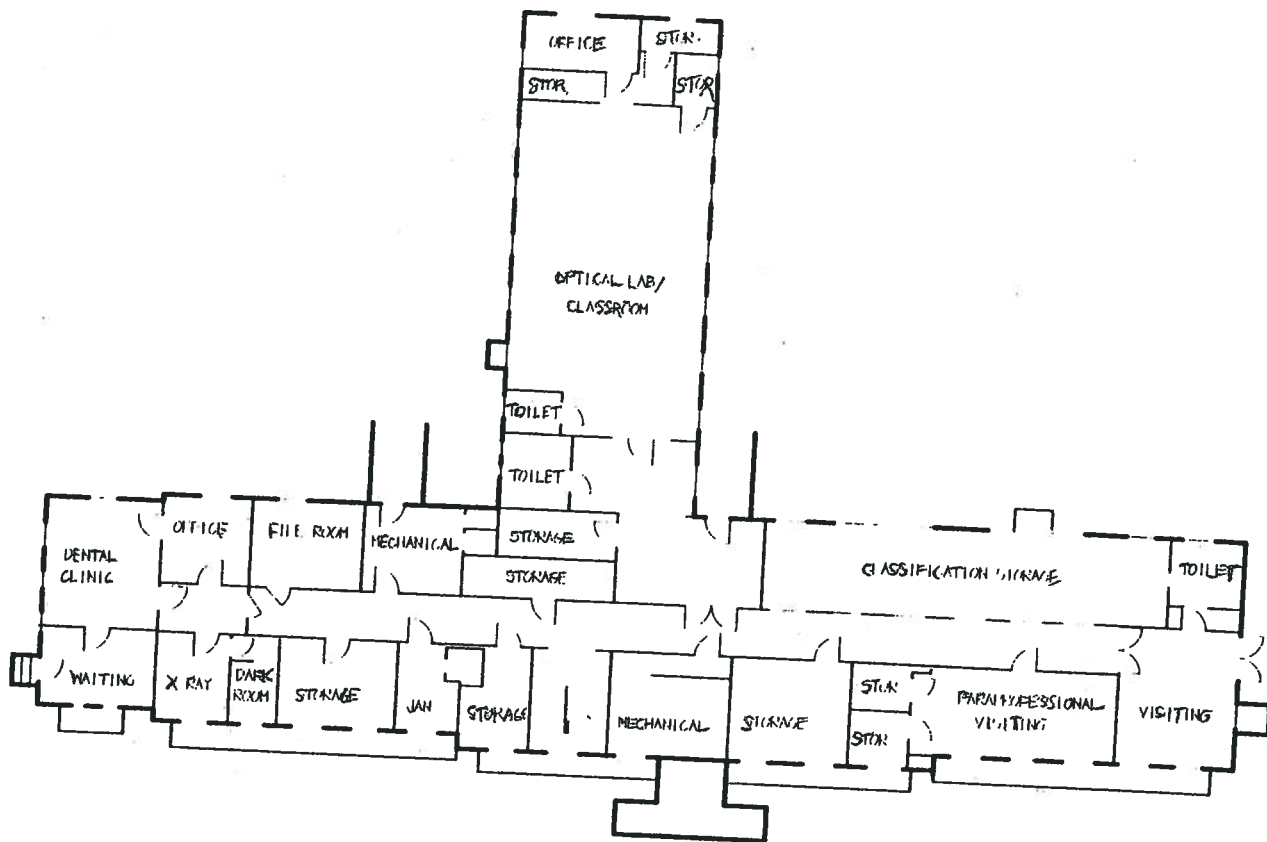 OFFICE
STOR.
STOR.
STOR
OPTICAL LAB/
CLASSROOM
TOILET
TOILET
OFFICE
FILE ROOM
MECHANICAL
STORAGE
STORAGE
DENTAL
CLINIC
CLASSIFICATION STORAGE
TOILET
WAITING
X RAY
DARK
ROOM
STORAGE
JAN
STORAGE
MECHANICAL
STORAGE
STOR
STOR
PARAPROFESSIONAL
VISITING
VISITING